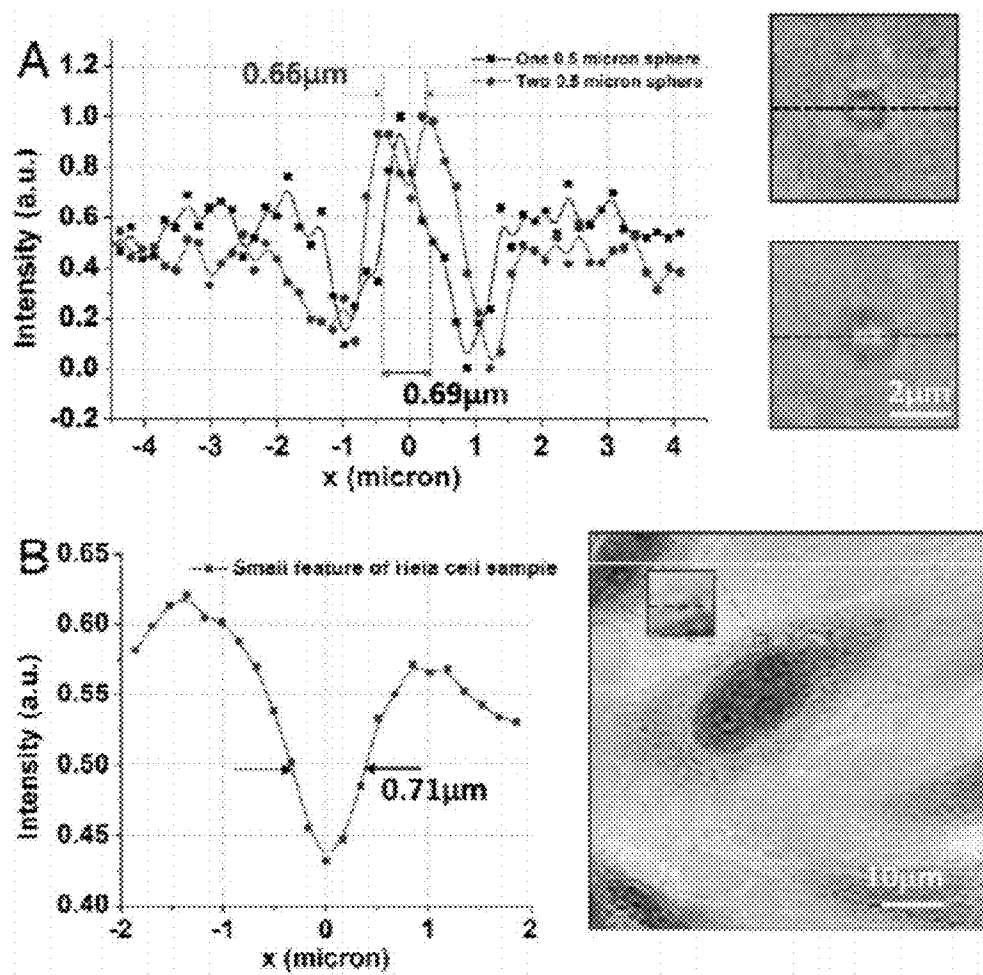 A
Intensity (a.u.)
1.2
1.0
0.8
0.6
0.4
0.2
0.0
-0.2
0.66µm
One 0.5 micron sphere
Two 0.5 micron sphere
0.69µm
-4 -3 -2 -1 0 1 2 3 4
x (micron)
2µm
B
Intensity (a.u.)
0.65
0.60
0.55
0.50
0.45
0.40
Small feature of Hela cell sample
0.71µm
-2 -1 0 1 2
x (micron)
10µm